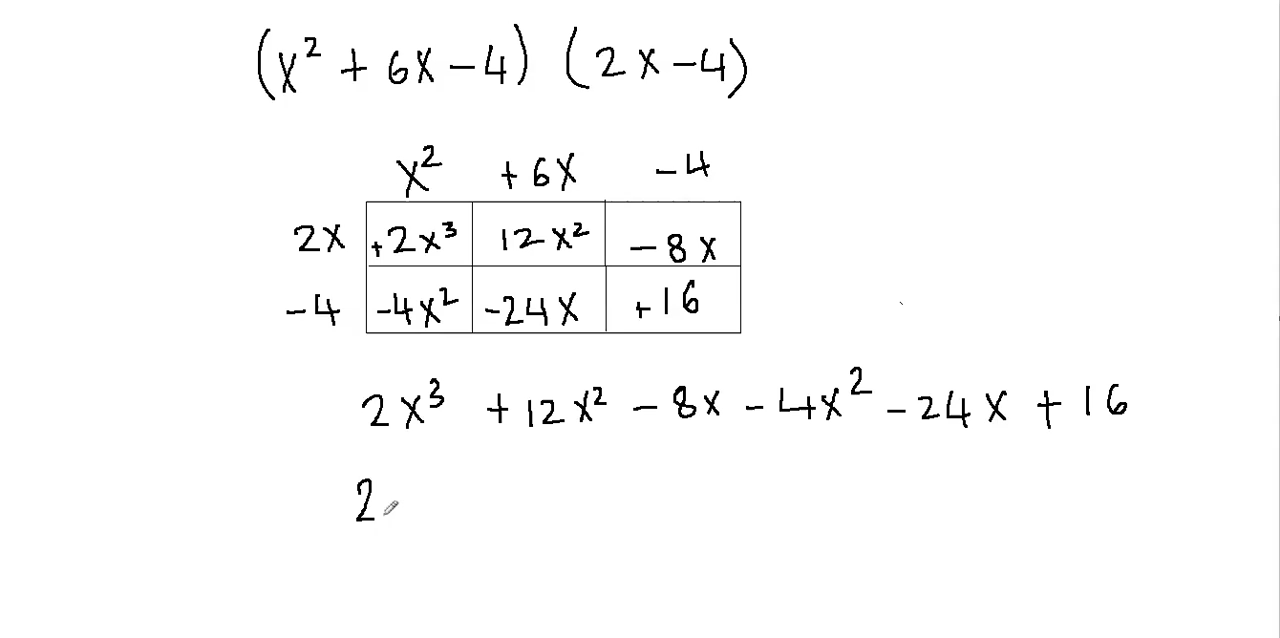 (x² + 6x - 4) (2x - 4)
x² + 6x - 4
2x +2x³ 12x² - 8x
- 4 -4x² -24x +16
2x³ + 12x² - 8x - 4x² - 24x + 16
2